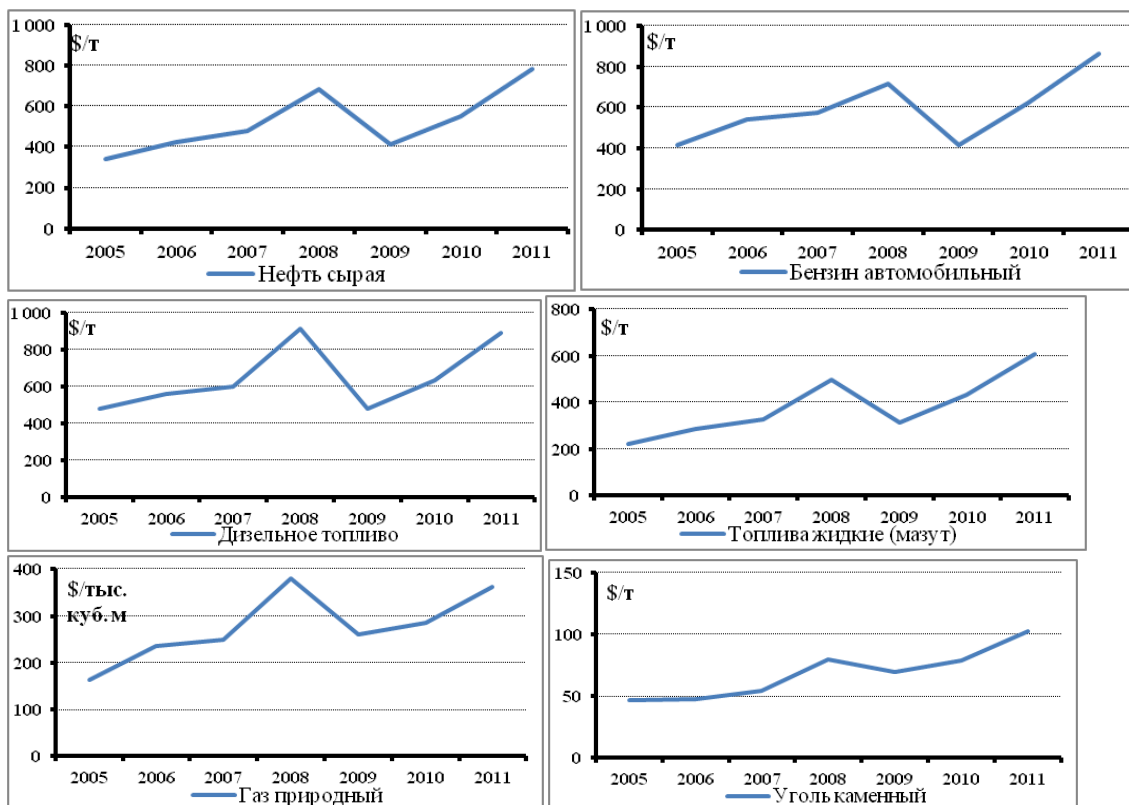 1 000
$/т
800
600
400
200
0
2005 2006 2007 2008 2009 2010 2011
Нефть сырая
1 000
$/т
800
600
400
200
0
2005 2006 2007 2008 2009 2010 2011
Бензин автомобильный
1 000
$/т
800
600
400
200
0
2005 2006 2007 2008 2009 2010 2011
Дизельное топливо
800
$/т
600
400
200
0
2005 2006 2007 2008 2009 2010 2011
Топлива жидкие (мазут)
400
$/тыс.
куб. м
300
200
100
0
2005 2006 2007 2008 2009 2010 2011
Газ природный
150
$/т
100
50
0
2005 2006 2007 2008 2009 2010 2011
Уголь каменный